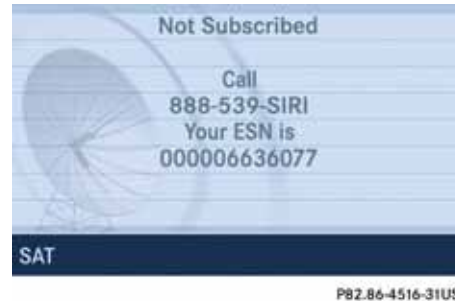 Not Subscribed
Call
888-539-SIRI
Your ESN is
000006636077
SAT
P82.86-4516-31US